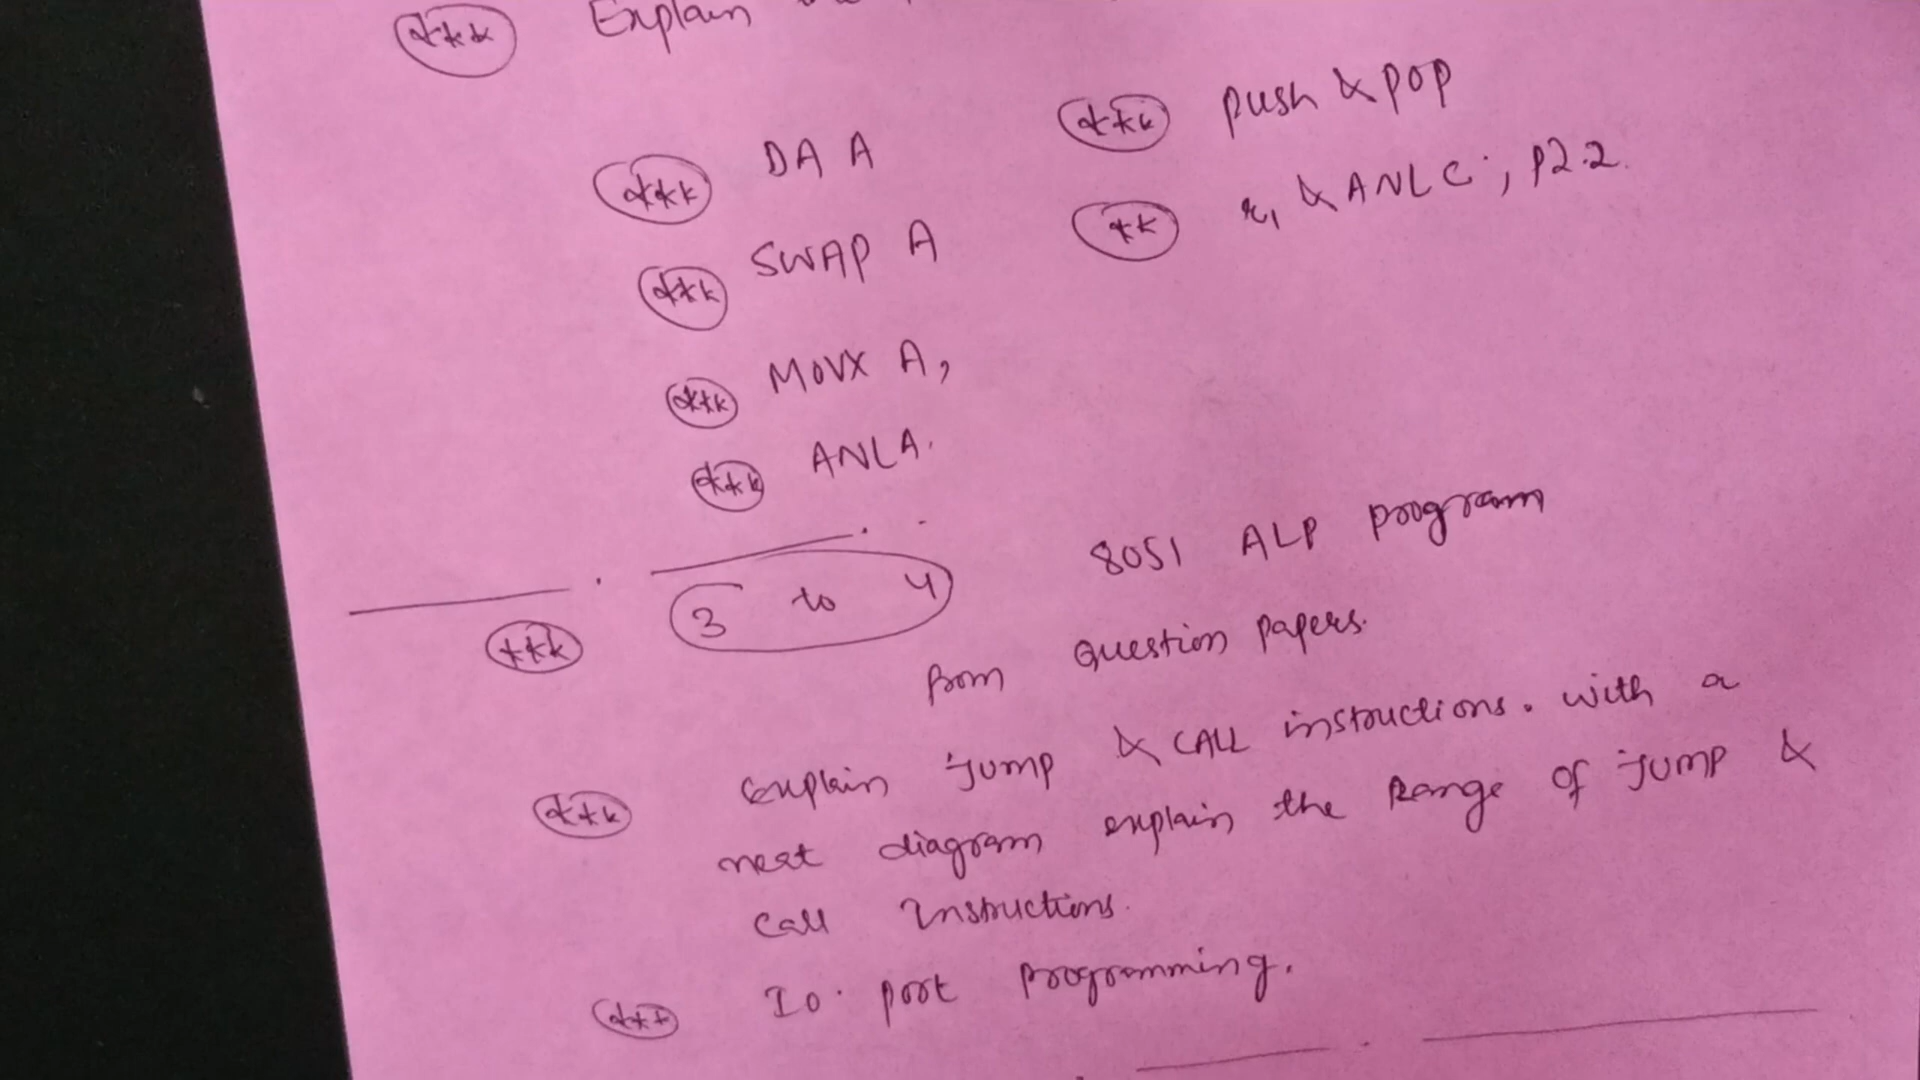 *** Explain
*** DA A
*** push & pop
*** SWAP A
** & ANL C, P2.2
*** MOVX A,
*** ANLA.
*** 3 to 4 8051 ALP program
from question papers.
*** Explain Jump & CALL instructions. with a
neat diagram explain the Range of Jump &
Call Instructions.
*** IO. port programming.